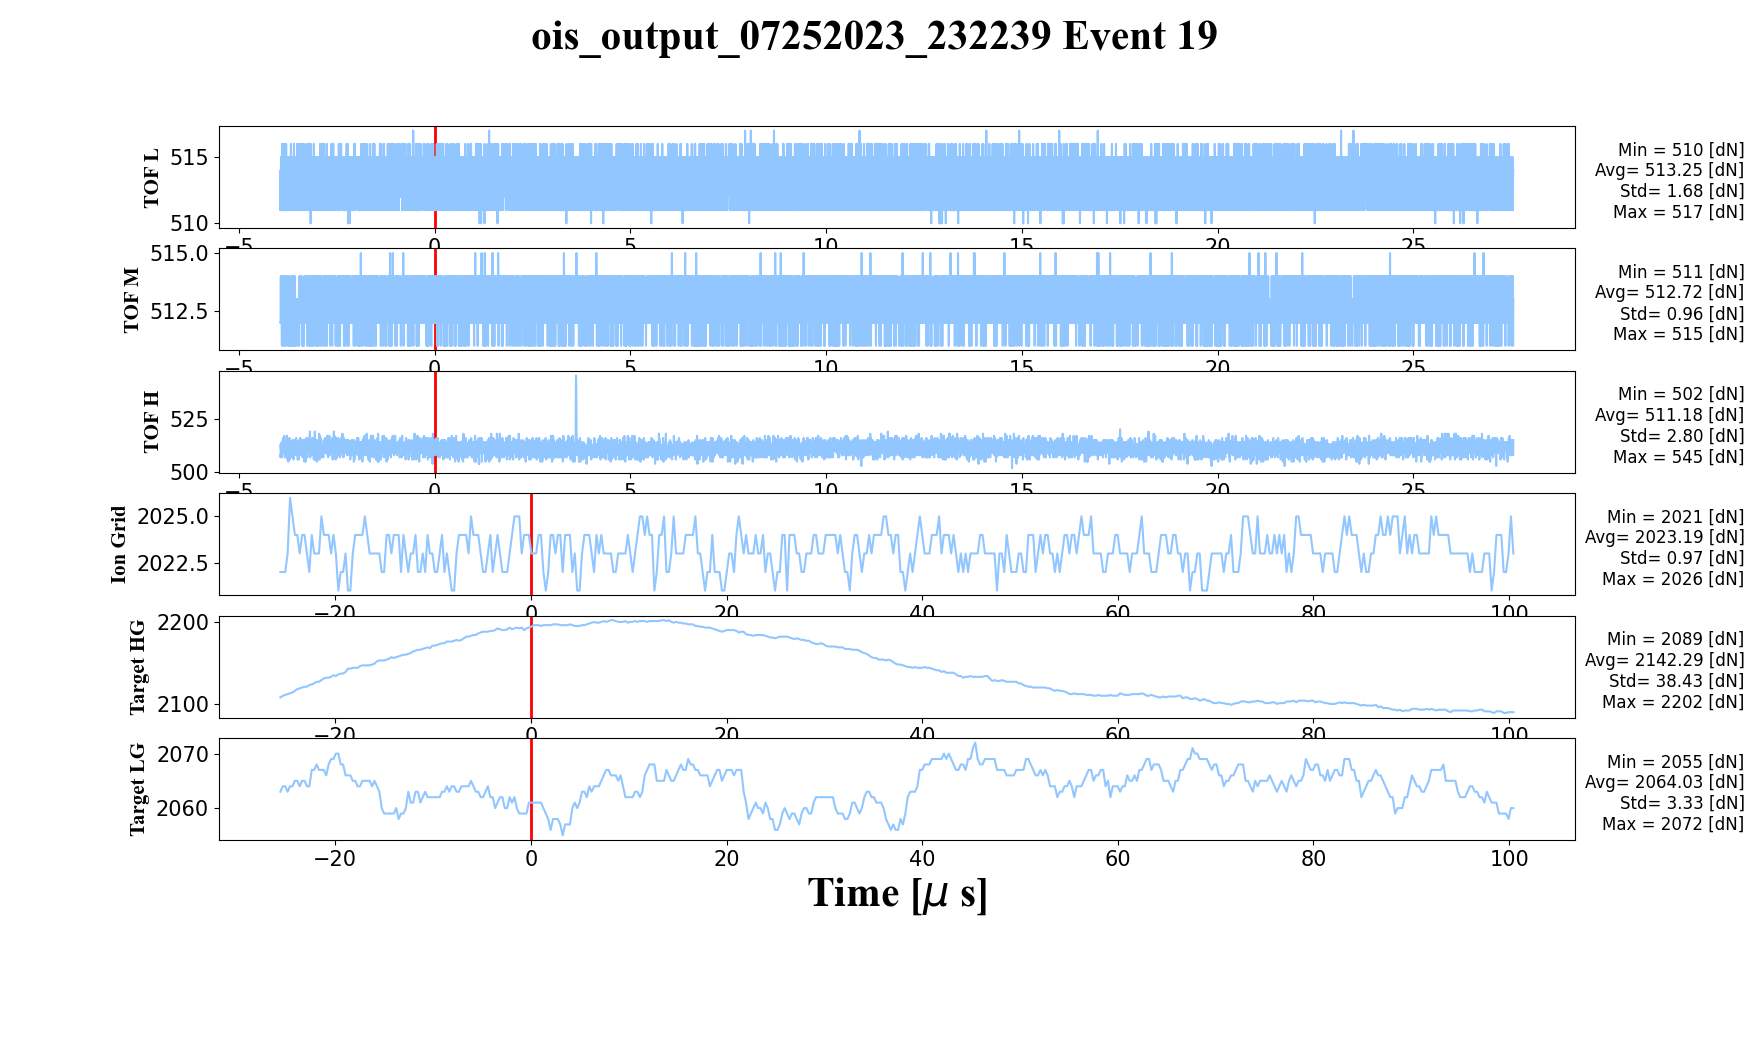 ois_output_07252023_232239 Event 19
TOF L
515
510
−5 0 5 10 15 20 25
Min = 510 [dN]
Avg= 513.25 [dN]
Std= 1.68 [dN]
Max = 517 [dN]
TOF M
515.0
512.5
−5 0 5 10 15 20 25
Min = 511 [dN]
Avg= 512.72 [dN]
Std= 0.96 [dN]
Max = 515 [dN]
TOF H
525
500
−5 0 5 10 15 20 25
Min = 502 [dN]
Avg= 511.18 [dN]
Std= 2.80 [dN]
Max = 545 [dN]
Ion Grid
2025.0
2022.5
−20 0 20 40 60 80 100
Min = 2021 [dN]
Avg= 2023.19 [dN]
Std= 0.97 [dN]
Max = 2026 [dN]
Target HG
2200
2100
−20 0 20 40 60 80 100
Min = 2089 [dN]
Avg= 2142.29 [dN]
Std= 38.43 [dN]
Max = 2202 [dN]
Target LG
2070
2060
−20 0 20 40 60 80 100
Min = 2055 [dN]
Avg= 2064.03 [dN]
Std= 3.33 [dN]
Max = 2072 [dN]
Time [μ s]